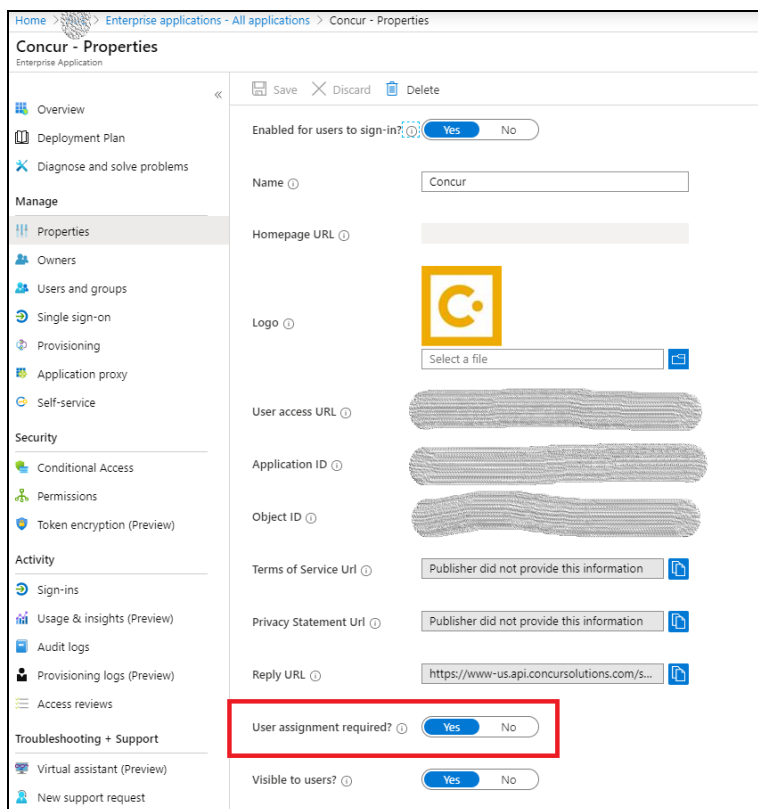 Home > > Enterprise applications - All applications > Concur - Properties
Concur - Properties
Enterprise Application
«
Overview
Deployment Plan
Diagnose and solve problems
Manage
Properties
Owners
Users and groups
Single sign-on
Provisioning
Application proxy
Self-service
Security
Conditional Access
Permissions
Token encryption (Preview)
Activity
Sign-ins
Usage & insights (Preview)
Audit logs
Provisioning logs (Preview)
Access reviews
Troubleshooting + Support
Virtual assistant (Preview)
New support request
Save Discard Delete
Enabled for users to sign-in? Yes No
Name Concur
Homepage URL
Logo
Select a file
User access URL
Application ID
Object ID
Terms of Service Url Publisher did not provide this information
Privacy Statement Url Publisher did not provide this information
Reply URL https://www-us.api.concursolutions.com/s...
User assignment required? Yes No
Visible to users? Yes No